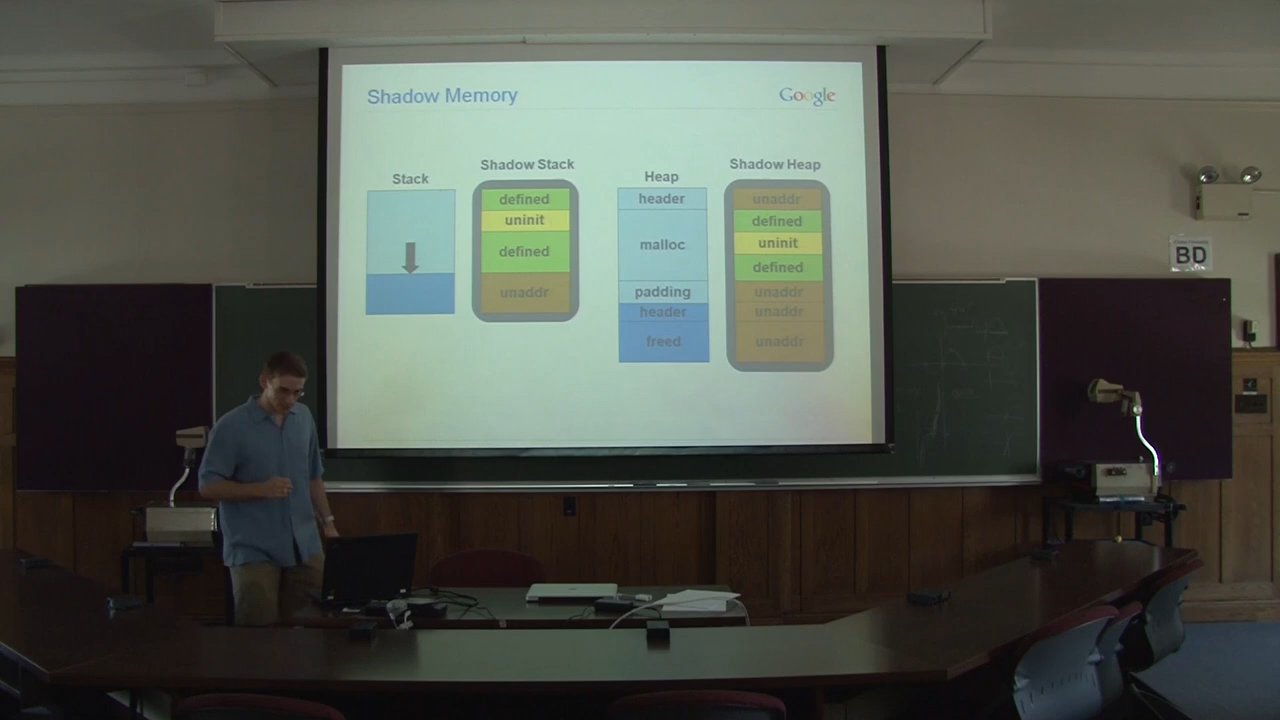 Shadow Memory
Google
Stack
Shadow Stack
defined
uninit
defined
unaddr
Heap
header
malloc
padding
header
freed
Shadow Heap
unaddr
defined
uninit
defined
unaddr
unaddr
unaddr
BD